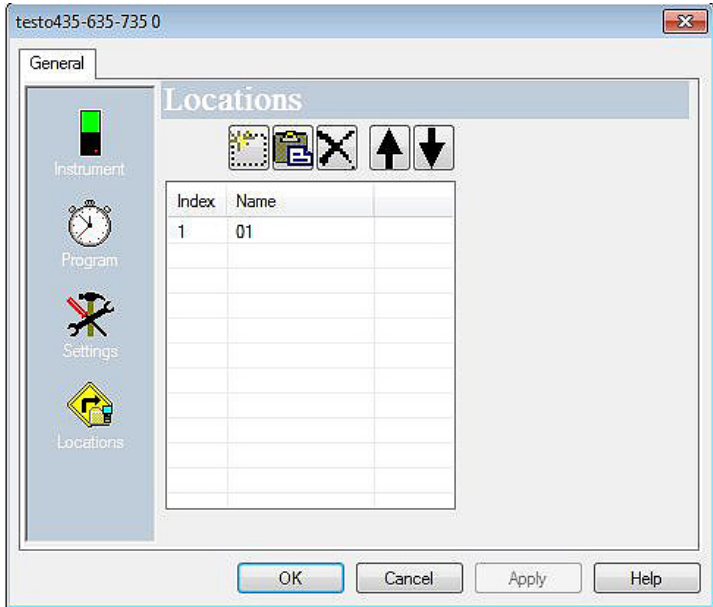 testo435-635-735 0
General
Locations
Instrument
Program
Settings
Locations
Index Name
1 01
OK Cancel Apply Help